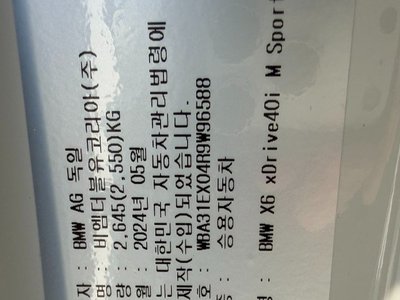 자 : BMW AG 독일
명 : 비엠더블유코리아(주)
량 : 2,645(2,550)KG
월 : 2024년 05월
는 대한민국 자동차관리법령에
제작(수입)되었습니다.
호 : WBA31EX04R9W96588
종 : 승용자동차
명 : BMW X6 xDrive40i M Sport